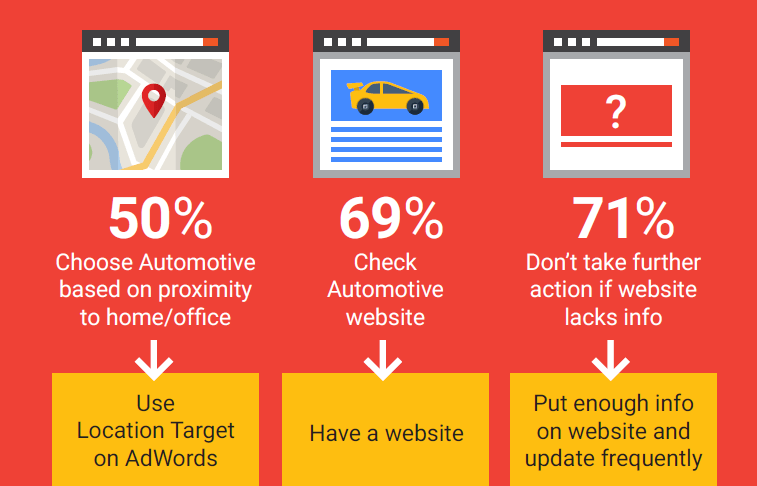 ?
50%
Choose Automotive
based on proximity
to home/office
Use
Location Target
on AdWords
69%
Check
Automotive
website
Have a website
71%
Don’t take further
action if website
lacks info
Put enough info
on website and
update frequently